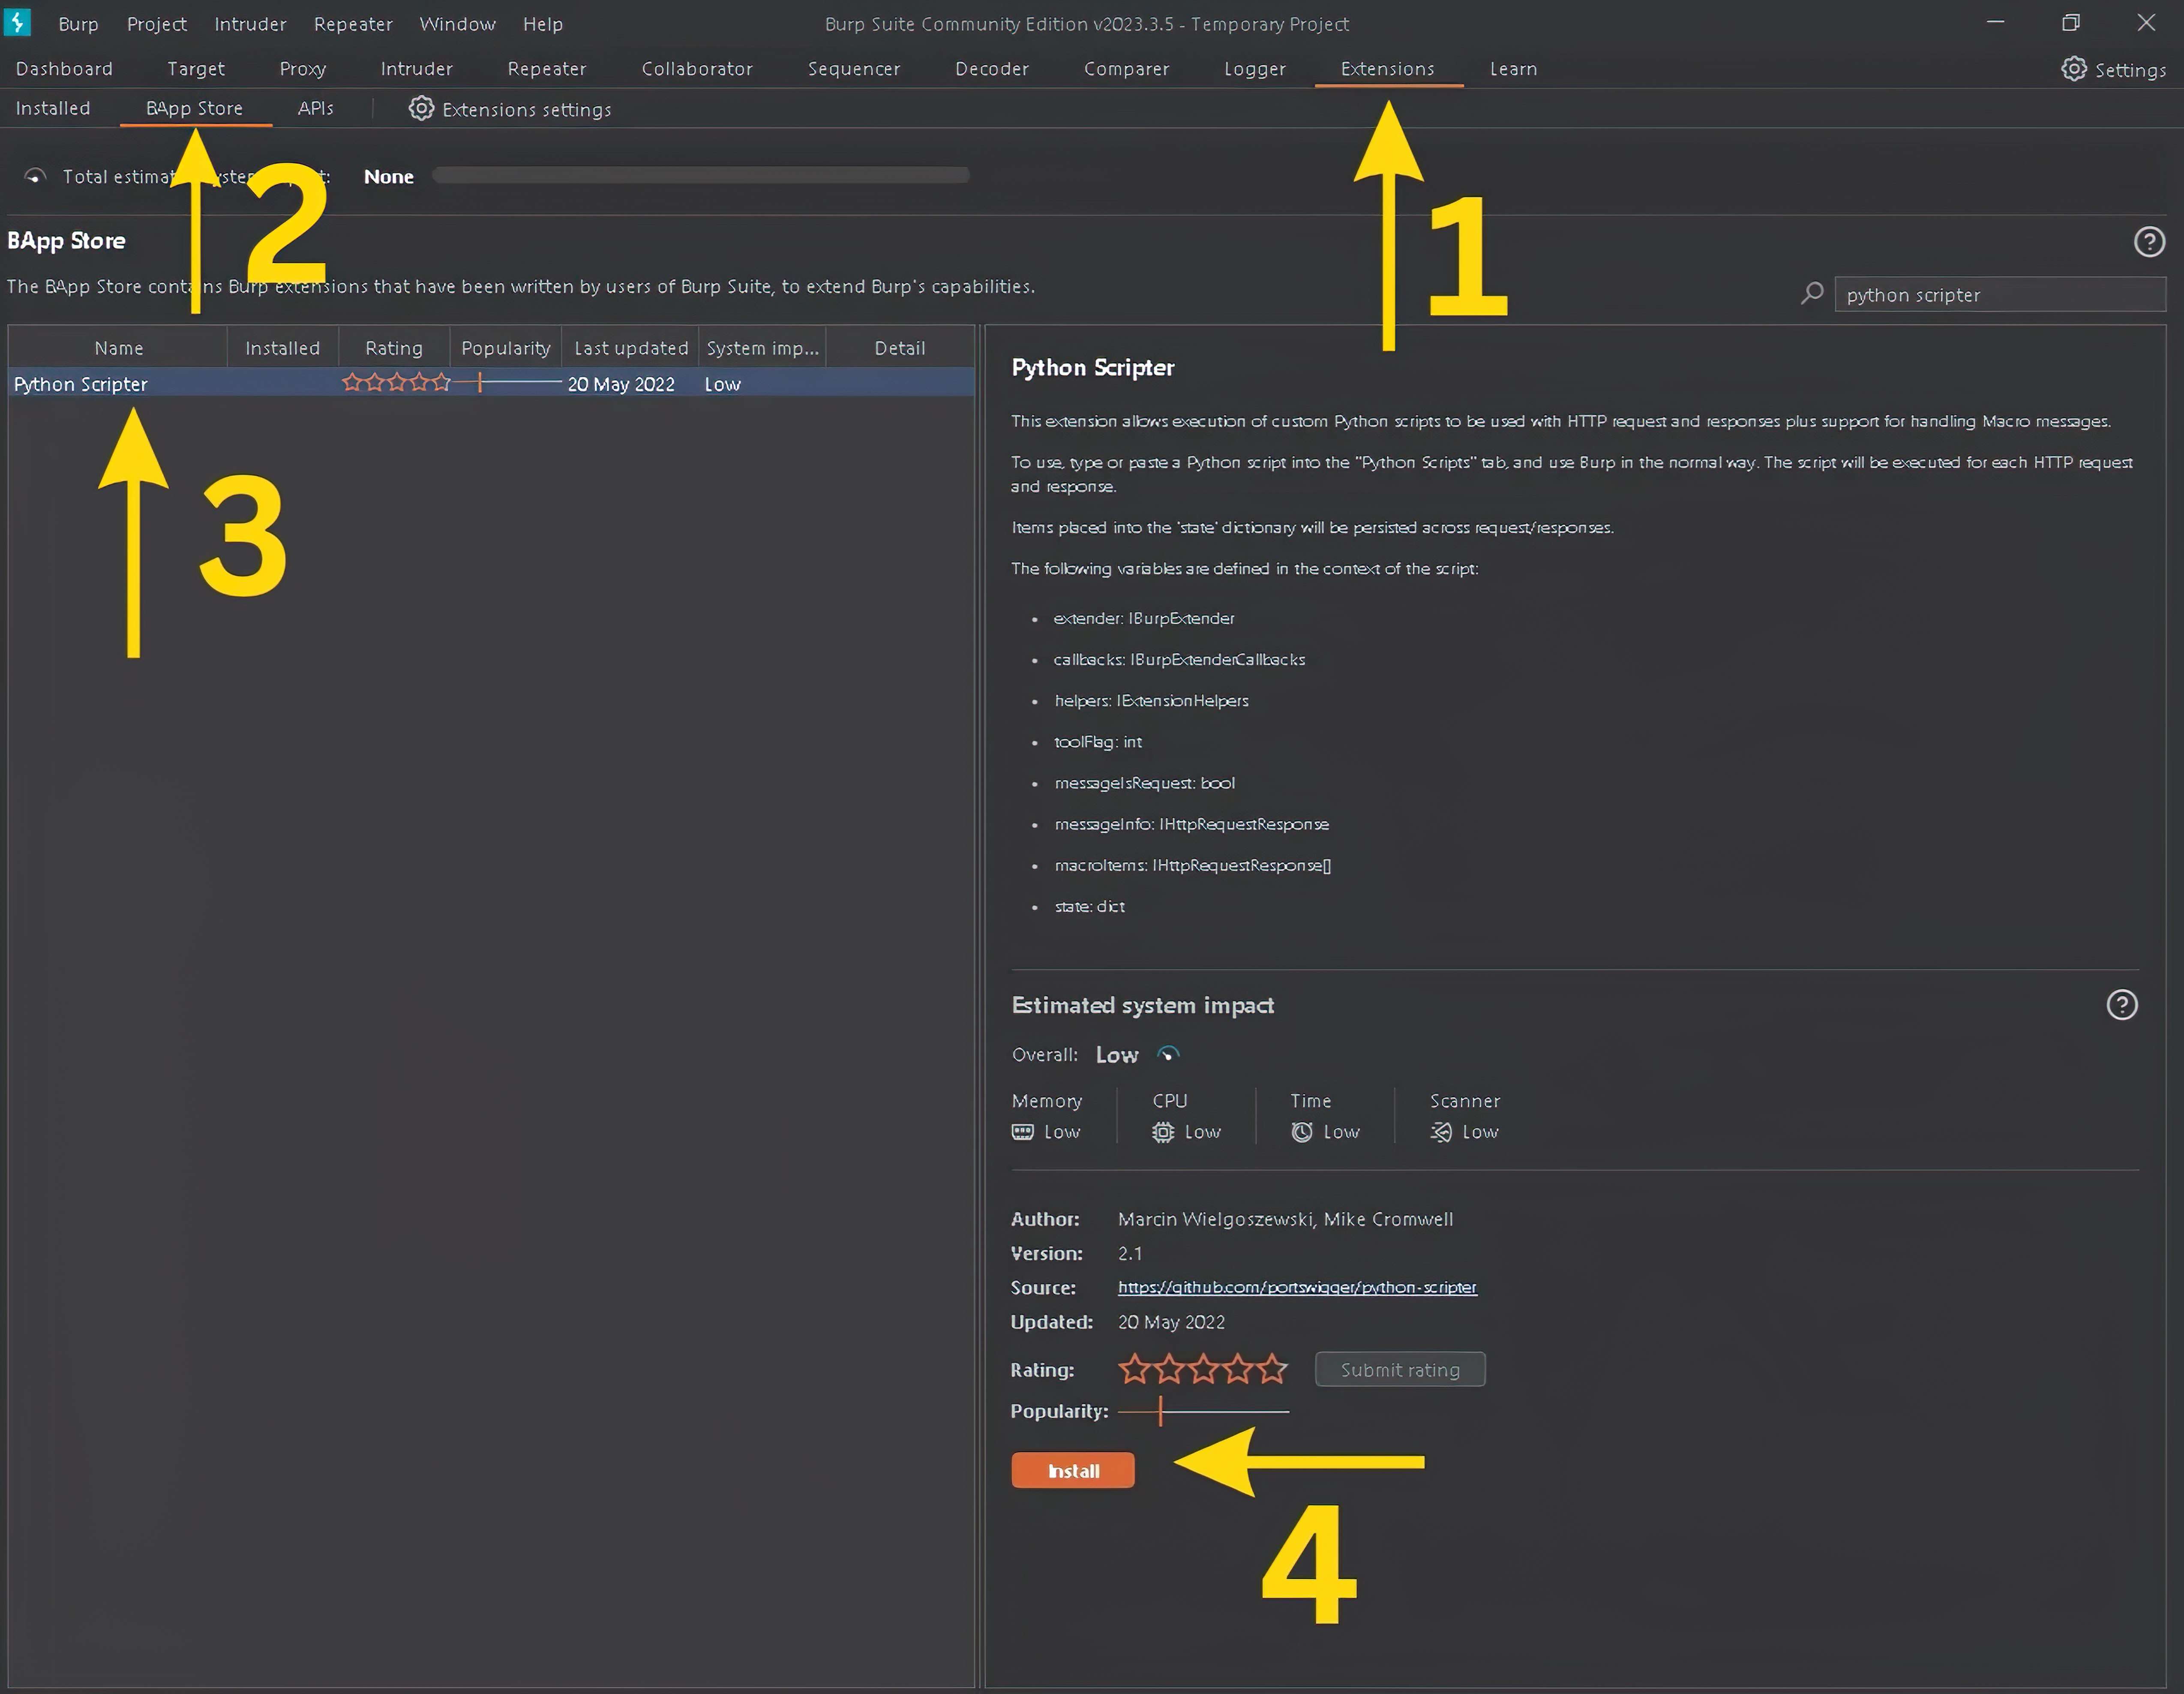 Burp Project Intruder Repeater Window Help Burp Suite Community Edition v2023.3.5 - Temporary Project
Dashboard Target Proxy Intruder Repeater Collaborator Sequencer Decoder Comparer Logger Extensions Learn Settings
Installed BApp Store APIs Extensions settings
Total None
2
1
BApp Store
The BApp Store contains Burp extensions that have been written by users of Burp Suite, to extend Burp's capabilities.
python scripter
Name Installed Rating Popularity Last updated System imp... Detail
Python Scripter 20 May 2022 Low
3
Python Scripter
This extension allows execution of custom Python scripts to be used with HTTP request and responses plus support for handling Macro messages.
To use, type or paste a Python script into the "Python Scripts" tab, and use Burp in the normal way. The script will be executed for each HTTP request
and response.
Items placed into the 'state' dictionary will be persisted across request/responses.
The following variables are defined in the context of the script:
• extender: IBurpExtender
• callbacks: IBurpExtenderCallbacks
• helpers: IExtensionHelpers
• toolFlag: int
• messageIsRequest: bool
• messageInfo: IHttpRequestResponse
• macroItems: IHttpRequestResponse[]
• state: dict
Estimated system impact
Overall: Low
Memory CPU Time Scanner
Low Low Low Low
Author: Marcin Wielgoszewski, Mike Cromwell
Version: 2.1
Source: https://github.com/portswigger/python-scripter
Updated: 20 May 2022
Rating: Submit rating
Popularity:
Install
4